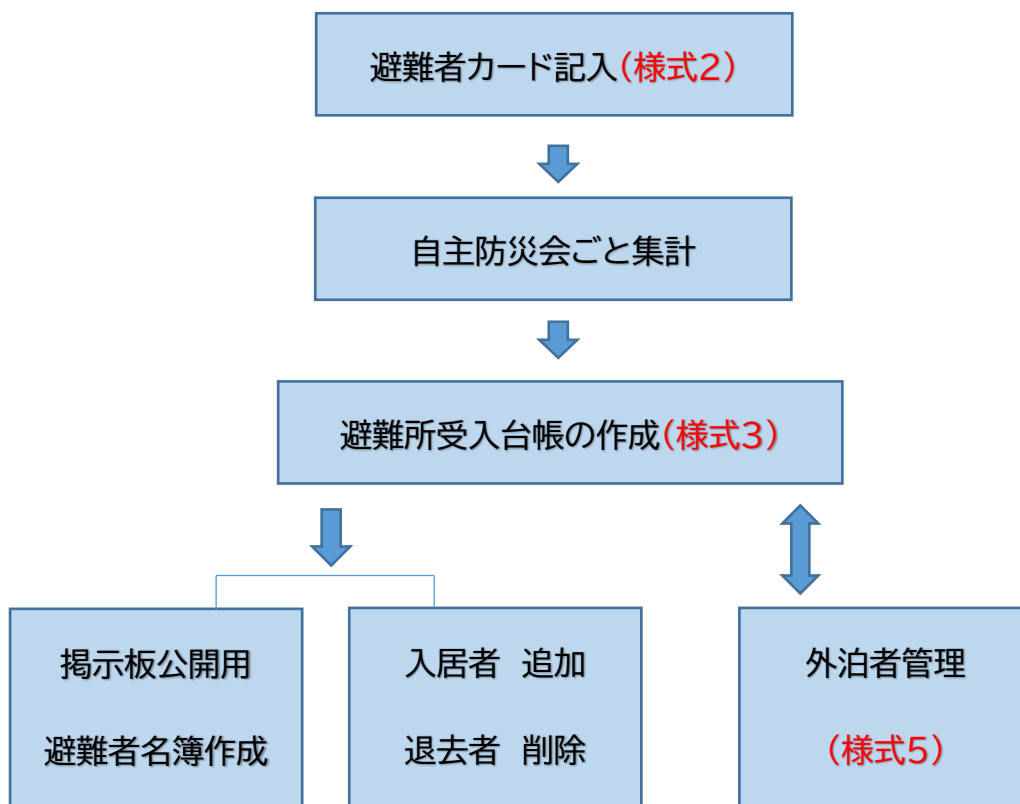 避難者カード記入(様式2)
自主防災会ごと集計
避難所受入台帳の作成(様式3)
掲示板公開用
避難者名簿作成
入居者　追加
退去者　削除
外泊者管理
(様式5)